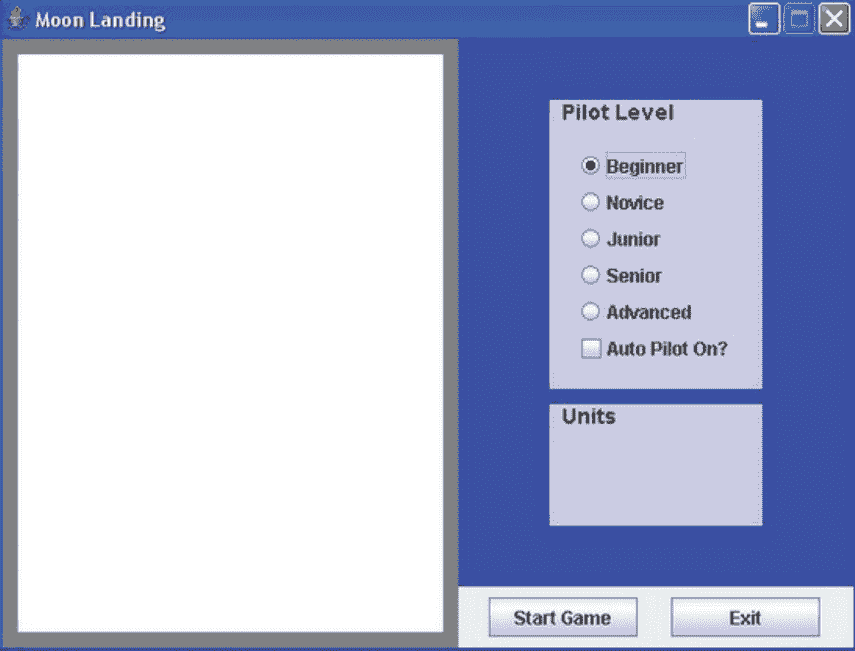 Moon Landing
Pilot Level
Beginner
Novice
Junior
Senior
Advanced
Auto Pilot On?
Units
Start Game
Exit